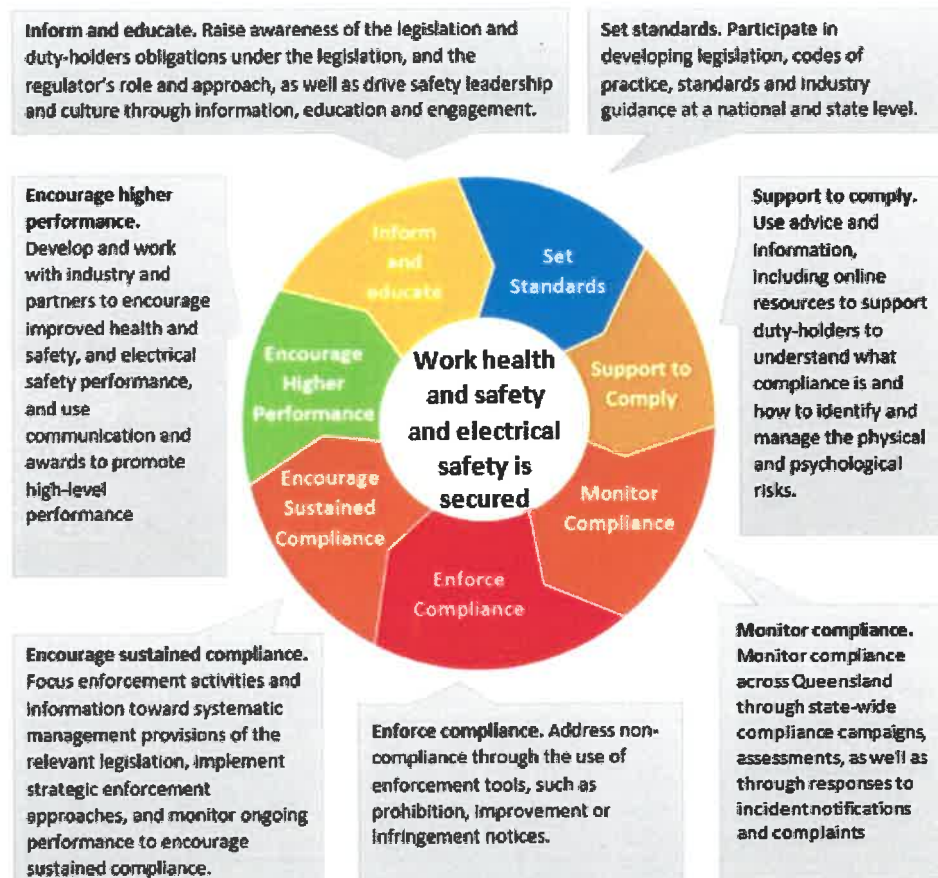 Inform and educate. Raise awareness of the legislation and
duty-holders obligations under the legislation, and the
regulator's role and approach, as well as drive safety leadership
and culture through information, education and engagement.
Set standards. Participate in
developing legislation, codes of
practice, standards and industry
guidance at a national and state level.
Encourage higher
performance.
Develop and work
with industry and
partners to encourage
improved health and
safety, and electrical
safety performance,
and use
communication and
awards to promote
high-level
performance
Inform
and
educate
Set
Standards
Encourage
Higher
Performance
Support to
Comply
Work health
and safety
and electrical
safety is
secured
Encourage
Sustained
Compliance
Monitor
Compliance
Enforce
Compliance
Support to comply.
Use advice and
information,
including online
resources to support
duty-holders to
understand what
compliance is and
how to identify and
manage the physical
and psychological
risks.
Encourage sustained compliance.
Focus enforcement activities and
information toward systematic
management provisions of the
relevant legislation, implement
strategic enforcement
approaches, and monitor ongoing
performance to encourage
sustained compliance.
Enforce compliance. Address non-
compliance through the use of
enforcement tools, such as
prohibition, improvement or
infringement notices.
Monitor compliance.
Monitor compliance
across Queensland
through state-wide
compliance campaigns,
assessments, as well as
through responses to
incident notifications
and complaints